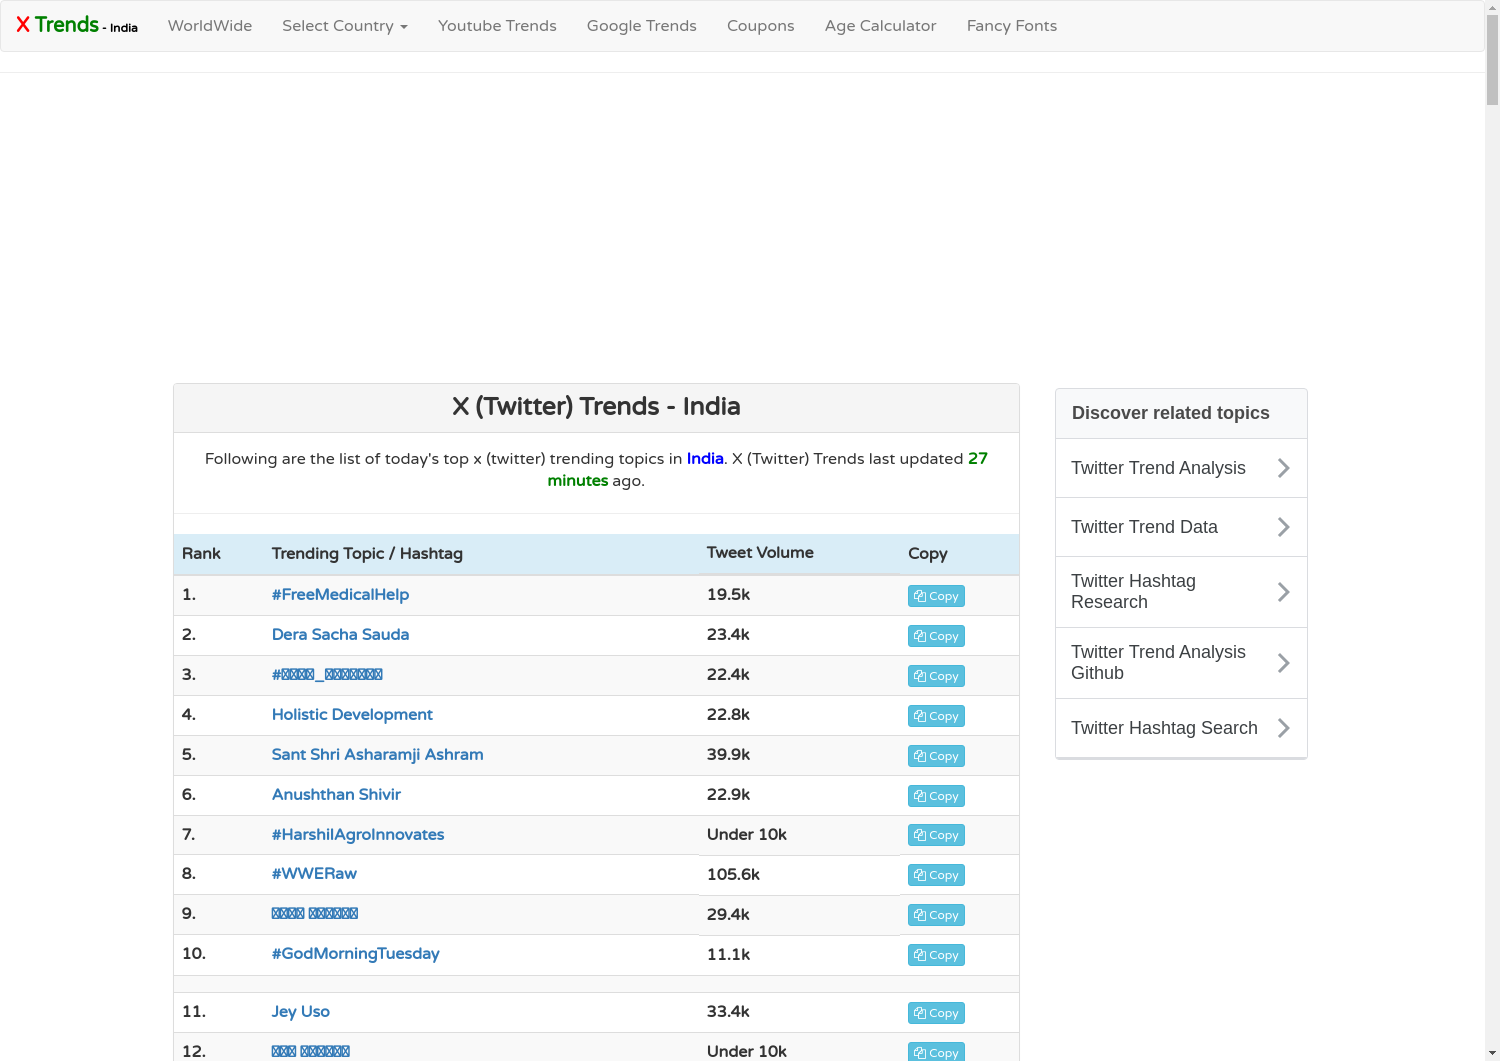 X Trends - India WorldWide Select Country Youtube Trends Google Trends Coupons Age Calculator Fancy Fonts
X (Twitter) Trends - India
Following are the list of today's top x (twitter) trending topics in India. X (Twitter) Trends last updated 27
minutes ago.
Rank Trending Topic / Hashtag Tweet Volume Copy
1. #FreeMedicalHelp 19.5k Copy
2. Dera Sacha Sauda 23.4k Copy
3. 22.4k Copy
4. Holistic Development 22.8k Copy
5. Sant Shri Asharamji Ashram 39.9k Copy
6. Anushthan Shivir 22.9k Copy
7. #HarshilAgroInnovates Under 10k Copy
8. #WWERaw 105.6k Copy
9. 29.4k Copy
10. #GodMorningTuesday 11.1k Copy
11. Jey Uso 33.4k Copy
12. Under 10k Copy
Discover related topics
Twitter Trend Analysis
Twitter Trend Data
Twitter Hashtag
Research
Twitter Trend Analysis
Github
Twitter Hashtag Search